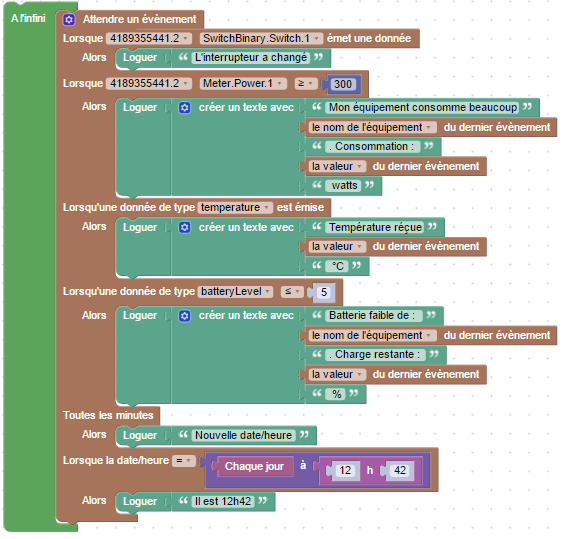 A l'infini
Attendre un évènement
Lorsque 4189355441.2 SwitchBinary.Switch.1 émet une donnée
Alors Loguer “ L'interrupteur a changé ”
Lorsque 4189355441.2 Meter.Power.1 ≥ 300
Alors Loguer créer un texte avec “ Mon équipement consomme beaucoup ”
le nom de l'équipement du dernier évènement
“ . Consommation : ”
la valeur du dernier évènement
“ watts ”
Lorsqu'une donnée de type temperature est émise
Alors Loguer créer un texte avec “ Température réçue ”
la valeur du dernier évènement
“ °C ”
Lorsqu'une donnée de type batteryLevel ≤ 5
Alors Loguer créer un texte avec “ Batterie faible de : ”
le nom de l'équipement du dernier évènement
“ . Charge restante : ”
la valeur du dernier évènement
“ % ”
Toutes les minutes
Alors Loguer “ Nouvelle date/heure ”
Lorsque la date/heure = Chaque jour à 12 h 42
Alors Loguer “ Il est 12h42 ”